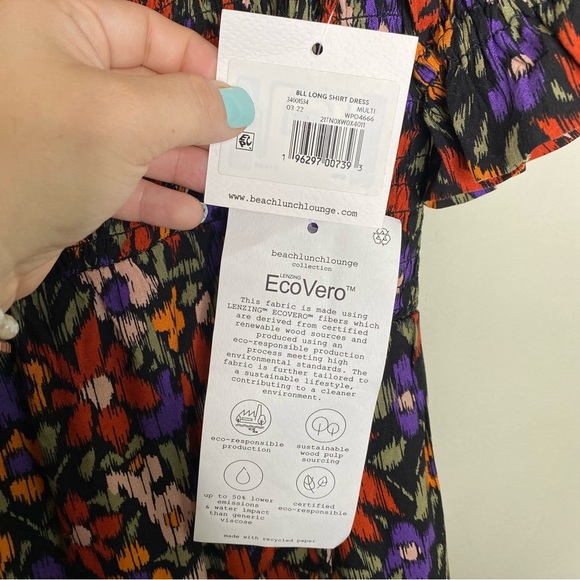 BLL LONG SHIRT DRESS
3499534 MULTI
03 22 WPD4666
21TN0XW0X4011
1 96297 00739 3
www.beachlunchlounge.com
beachlunchlounge
collection
LENZING
EcoVero™
This fabric is made using
LENZING™ ECOVERO™ fibers which
are derived from certified
renewable wood sources and
produced using an
eco-responsible production
process meeting high
environmental standards. The
fabric is further tailored to
a sustainable lifestyle,
contributing to a cleaner
environment.
eco-responsible
production
sustainable
wood pulp
sourcing
up to 50% lower
emissions
& water impact
than generic
viscose
certified
eco-responsible
made with recycled paper